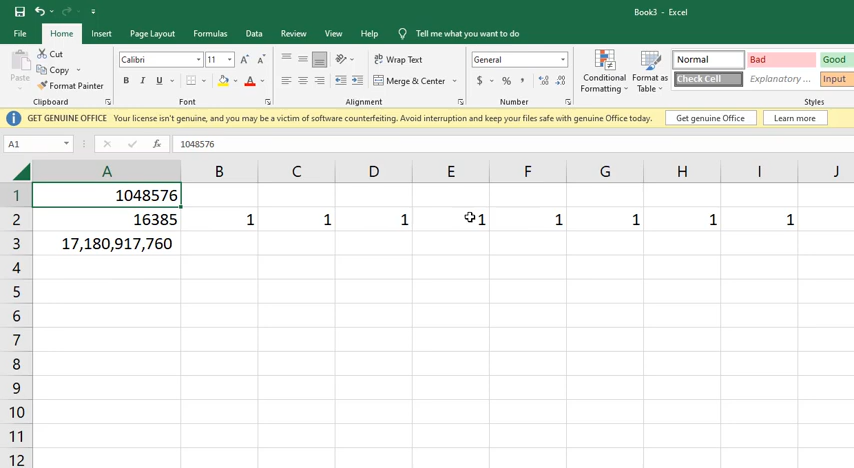 Book3 - Excel
File Home Insert Page Layout Formulas Data Review View Help Tell me what you want to do
Paste Cut Copy Format Painter
Calibri 11 A A
B I U A
ab Wrap Text
Merge & Center
General
$ % ,
Conditional Formatting Format as Table
Normal Bad Good
Check Cell Explanatory ... Input
Clipboard Font Alignment Number Styles
GET GENUINE OFFICE Your license isn't genuine, and you may be a victim of software counterfeiting. Avoid interruption and keep your files safe with genuine Office today. Get genuine Office Learn more
A1 fx 1048576
A B C D E F G H I J
1 1048576
2 16385 1 1 1 1 1 1 1 1
3 17,180,917,760
4
5
6
7
8
9
10
11
12